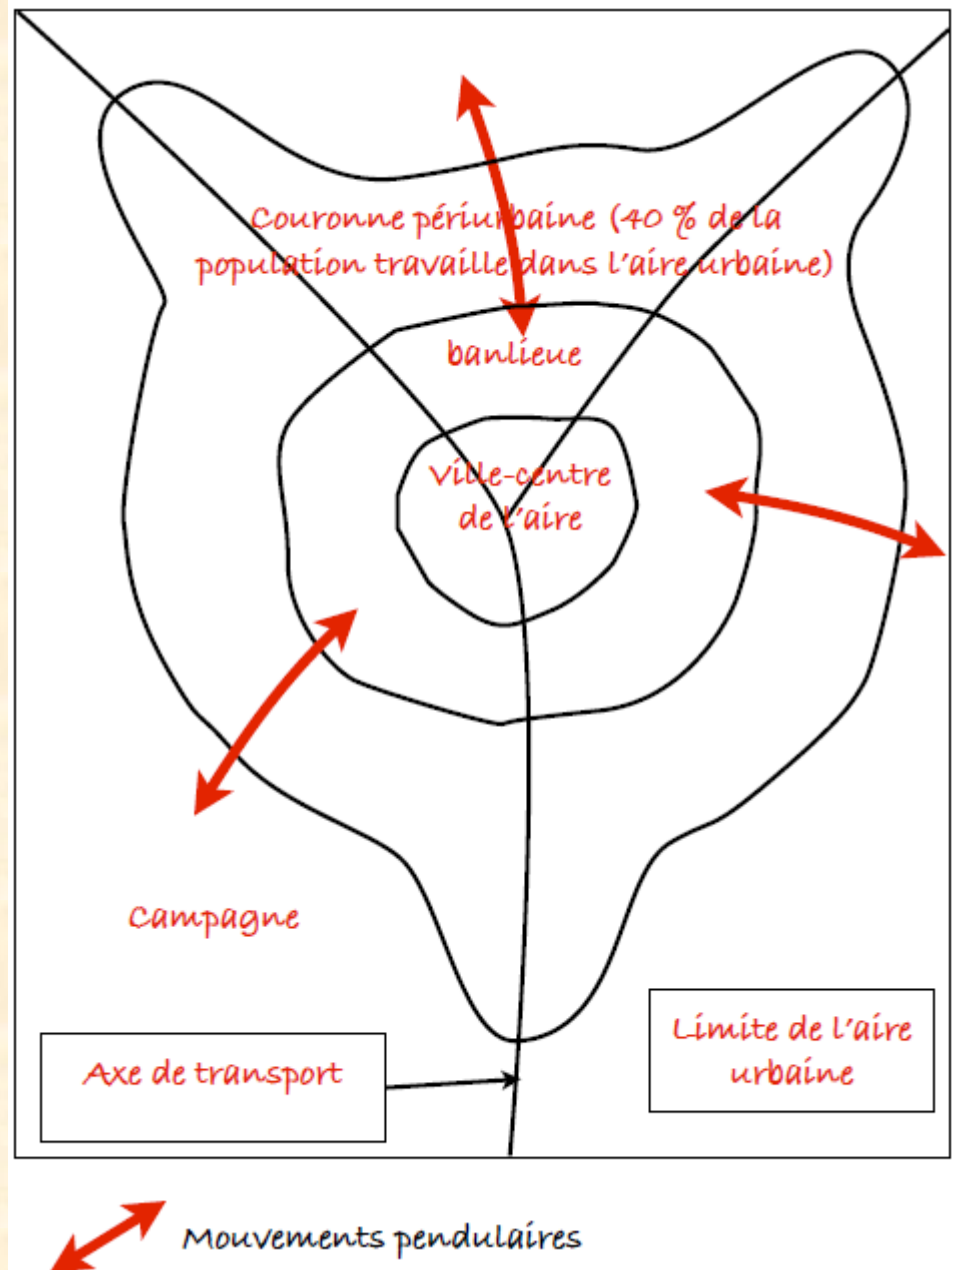 Couronne périurbaine (40 % de la
population travaille dans l'aire urbaine)
banlieue
Ville-centre
de l'aire
Campagne
Axe de transport
Limite de l'aire
urbaine
Mouvements pendulaires